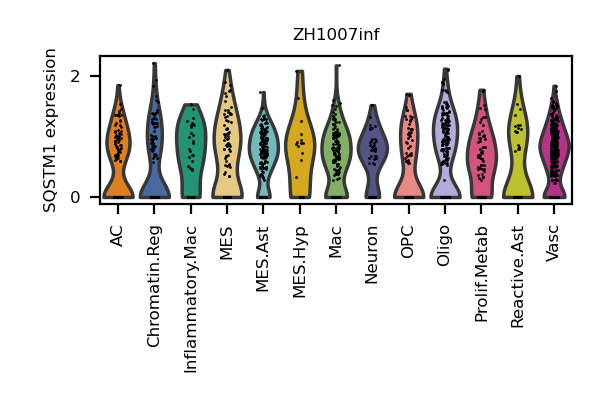 ZH1007inf
SQSTM1 expression
2
0
AC
Chromatin.Reg
Inflammatory.Mac
MES
MES.Ast
MES.Hyp
Mac
Neuron
OPC
Oligo
Prolif.Metab
Reactive.Ast
Vasc